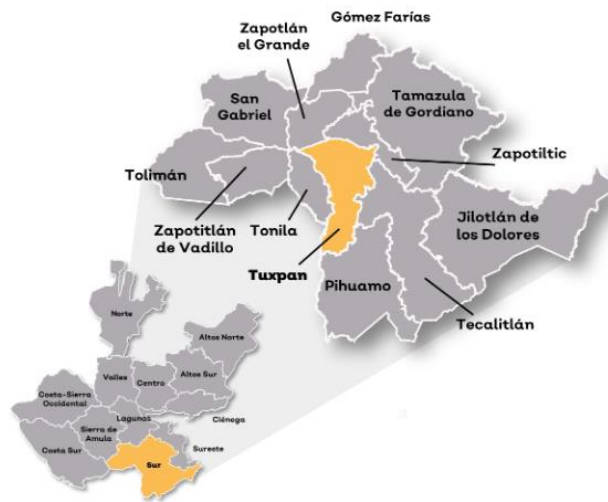 Gómez Farías
Zapotlán
el Grande
San
Gabriel
Tamazula
de Gordiano
Zapotiltic
Tolimán
Zapotitlán
de Vadillo
Tonila
Jilotlán de
los Dolores
Tuxpan
Pihuamo
Tecalitlán
Norte
Altos Norte
Valles
Centro
Altos Sur
Costa-Sierra
Occidental
Lagunas
Ciénega
Sierra de
Amula
Costa Sur
Sureste
Sur